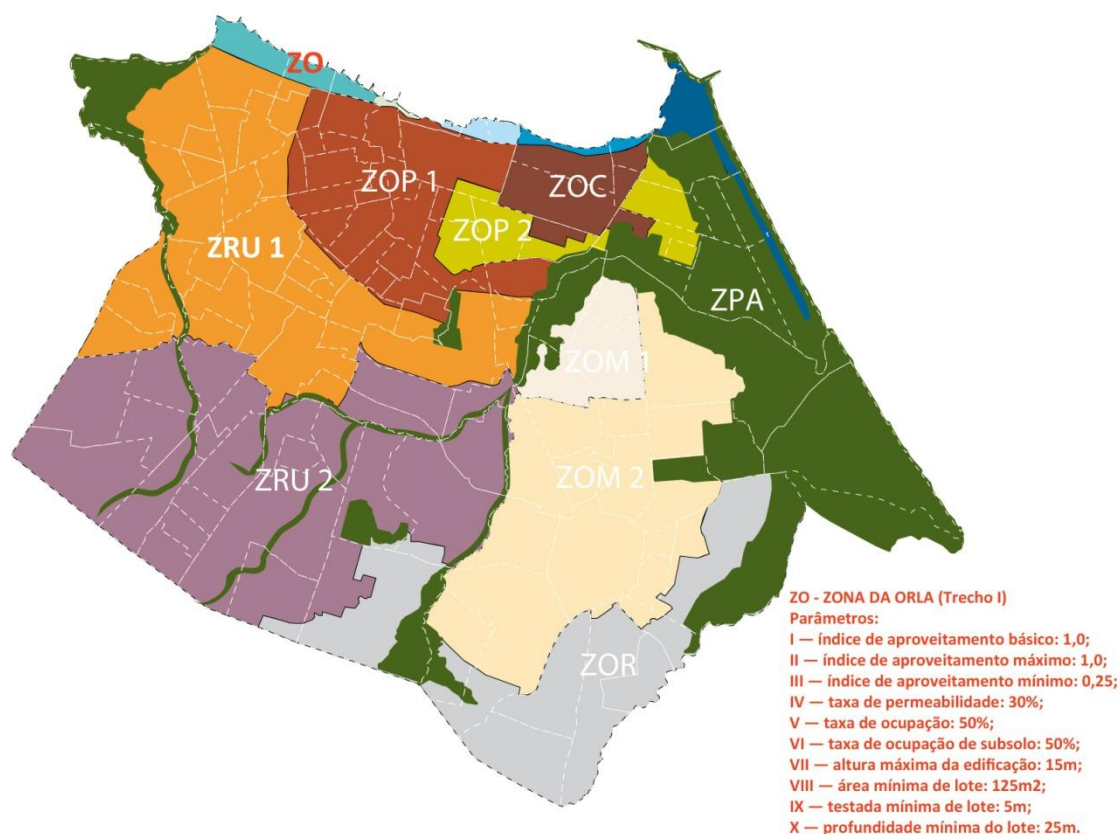 ZO
ZOP 1
ZOC
ZOP 2
ZRU 1
ZPA
ZOM 1
ZRU 2
ZOM 2
ZOR
ZO - ZONA DA ORLA (Trecho I)
Parâmetros:
I — índice de aproveitamento básico: 1,0;
II — índice de aproveitamento máximo: 1,0;
III — índice de aproveitamento mínimo: 0,25;
IV — taxa de permeabilidade: 30%;
V — taxa de ocupação: 50%;
VI — taxa de ocupação de subsolo: 50%;
VII — altura máxima da edificação: 15m;
VIII — área mínima de lote: 125m2;
IX — testada mínima de lote: 5m;
X — profundidade mínima do lote: 25m.